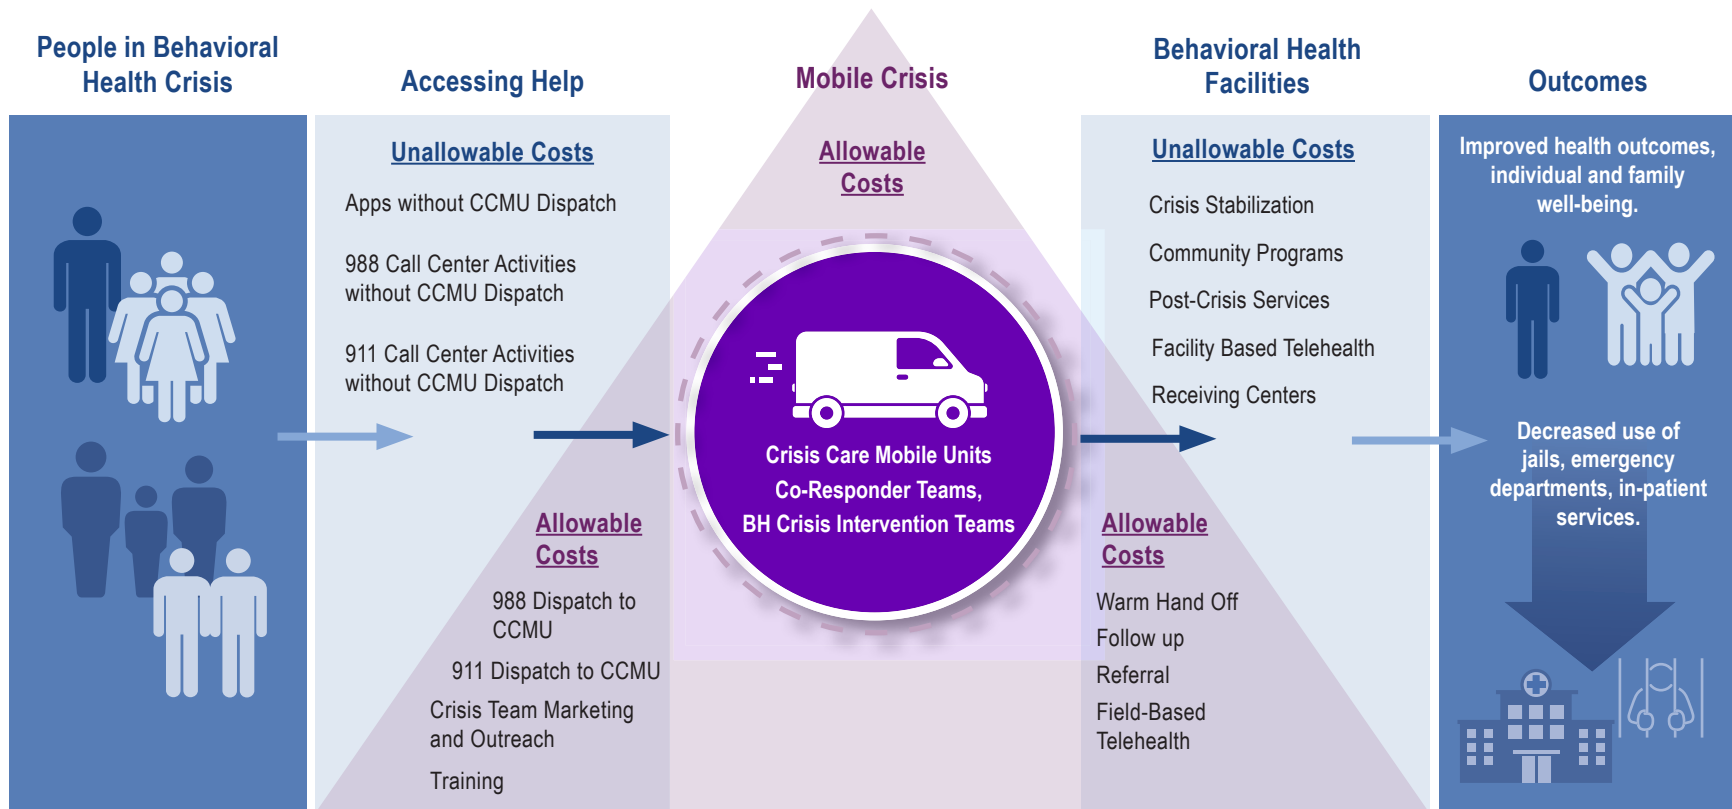 People in Behavioral
Health Crisis
Accessing Help
Unallowable Costs
Apps without CCMU Dispatch
988 Call Center Activities
without CCMU Dispatch
911 Call Center Activities
without CCMU Dispatch
Allowable
Costs
988 Dispatch to
CCMU
911 Dispatch to CCMU
Crisis Team Marketing
and Outreach
Training
Mobile Crisis
Allowable
Costs
Crisis Care Mobile Units
Co-Responder Teams,
BH Crisis Intervention Teams
Behavioral Health
Facilities
Unallowable Costs
Crisis Stabilization
Community Programs
Post-Crisis Services
Facility Based Telehealth
Receiving Centers
Allowable
Costs
Warm Hand Off
Follow up
Referral
Field-Based
Telehealth
Outcomes
Improved health outcomes,
individual and family
well-being.
Decreased use of
jails, emergency
departments, in-patient
services.